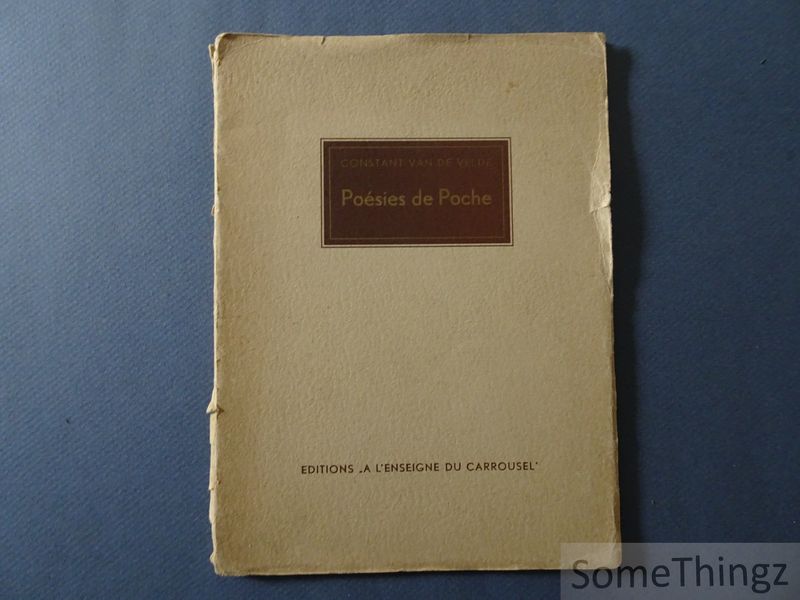 CONSTANT VAN DE VELDE
Poésies de Poche
EDITIONS „A L'ENSEIGNE DU CARROUSEL"
SomeThingz